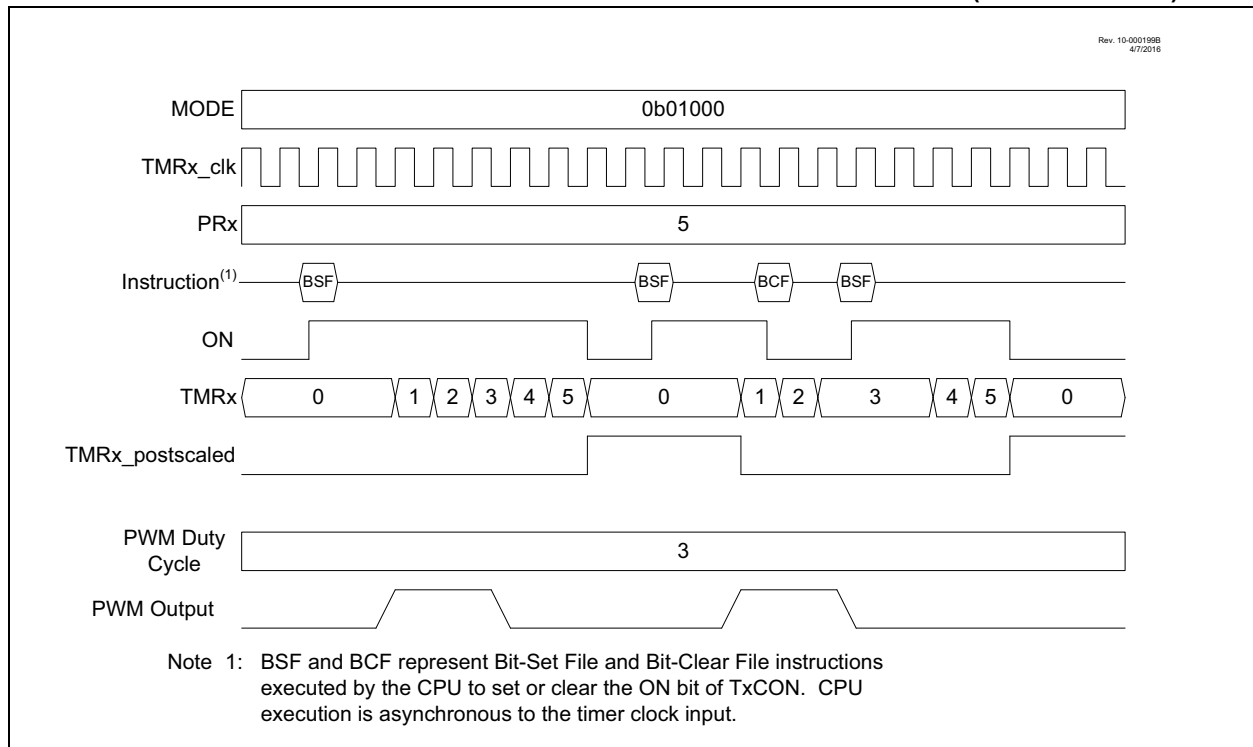 Rev. 10-000199B
4/7/2016
MODE 0b01000
TMRx_clk
PRx 5
Instruction(1) BSF BSF BCF BSF
ON
TMRx 0 1 2 3 4 5 0 1 2 3 4 5 0
TMRx_postscaled
PWM Duty
Cycle 3
PWM Output
Note 1: BSF and BCF represent Bit-Set File and Bit-Clear File instructions
executed by the CPU to set or clear the ON bit of TxCON. CPU
execution is asynchronous to the timer clock input.